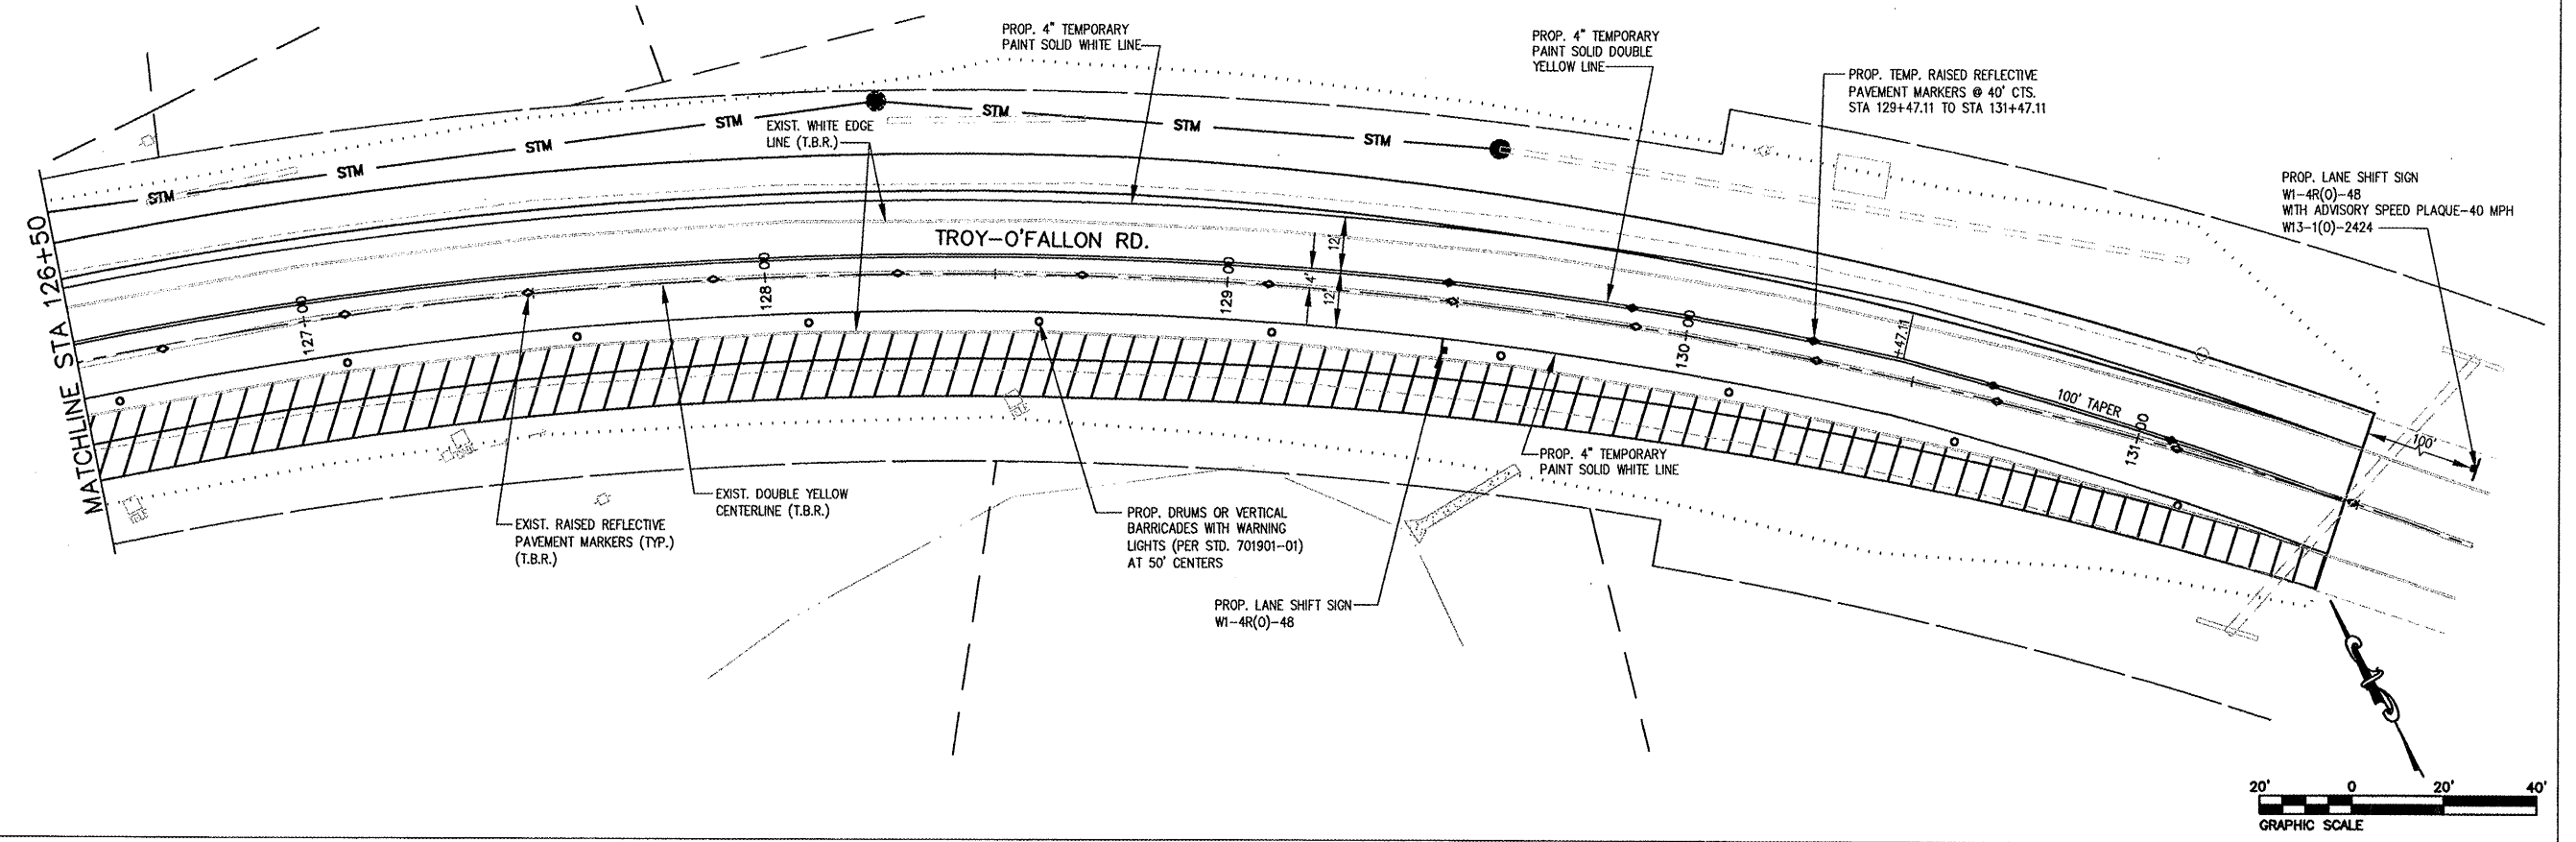 PROP. 4" TEMPORARY
PAINT SOLID WHITE LINE
PROP. 4" TEMPORARY
PAINT SOLID DOUBLE
YELLOW LINE
PROP. TEMP. RAISED REFLECTIVE
PAVEMENT MARKERS @ 40' CTS.
STA 129+47.11 TO STA 131+47.11
PROP. LANE SHIFT SIGN
W1-4R(O)-48
WITH ADVISORY SPEED PLAQUE-40 MPH
W13-1(O)-2424
EXIST. WHITE EDGE
LINE (T.B.R.)
STM
STM
STM
STM
STM
STM
STM
MATCHLINE STA 126+50
TROY-O'FALLON RD.
127+00
128+00
129+00
130+00
131+00
12'
4'
12'
+47.11
100' TAPER
100'
PROP. 4" TEMPORARY
PAINT SOLID WHITE LINE
EXIST. DOUBLE YELLOW
CENTERLINE (T.B.R.)
EXIST. RAISED REFLECTIVE
PAVEMENT MARKERS (TYP.)
(T.B.R.)
PROP. DRUMS OR VERTICAL
BARRICADES WITH WARNING
LIGHTS (PER STD. 701901-01)
AT 50' CENTERS
PROP. LANE SHIFT SIGN
W1-4R(O)-48
20' 0 20' 40'
GRAPHIC SCALE